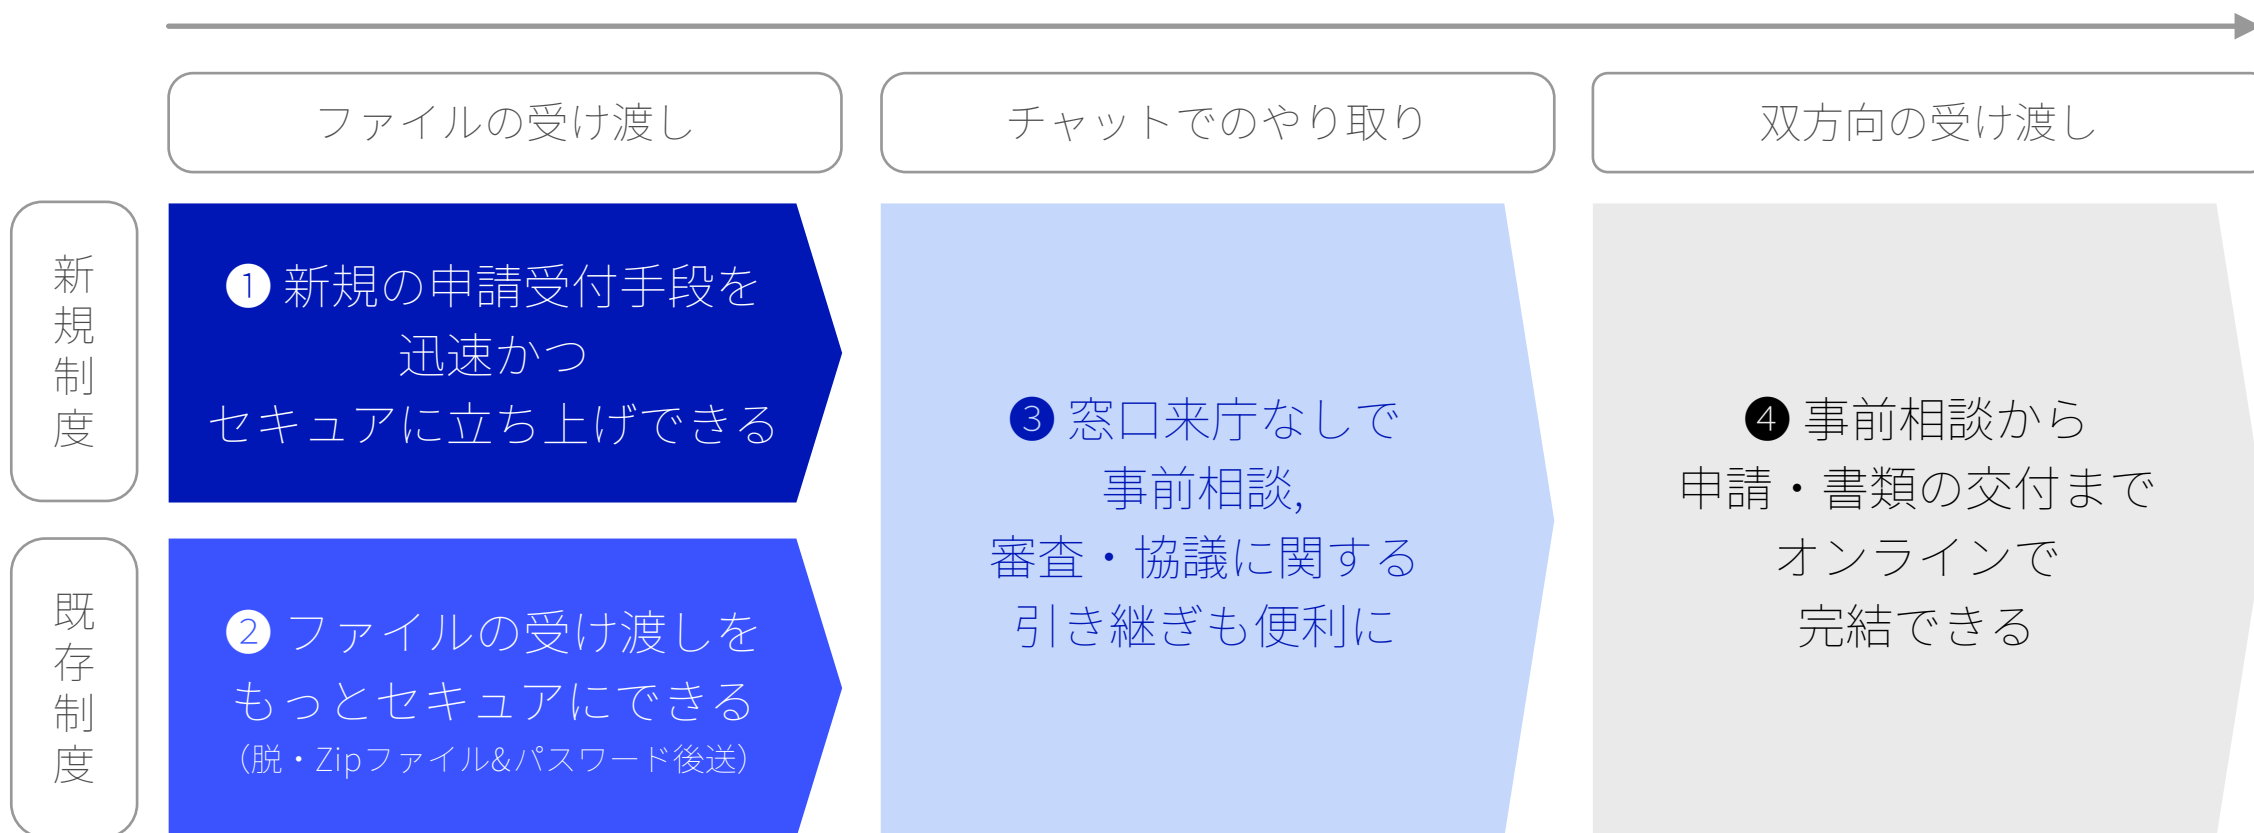 ファイルの受け渡し
チャットでのやり取り
双方向の受け渡し
新規制度
❶ 新規の申請受付手段を
迅速かつ
セキュアに立ち上げできる
既存制度
❷ ファイルの受け渡しを
もっとセキュアにできる
（脱・Zipファイル&パスワード後送）
❸ 窓口来庁なしで
事前相談,
審査・協議に関する
引き継ぎも便利に
❹ 事前相談から
申請・書類の交付まで
オンラインで
完結できる